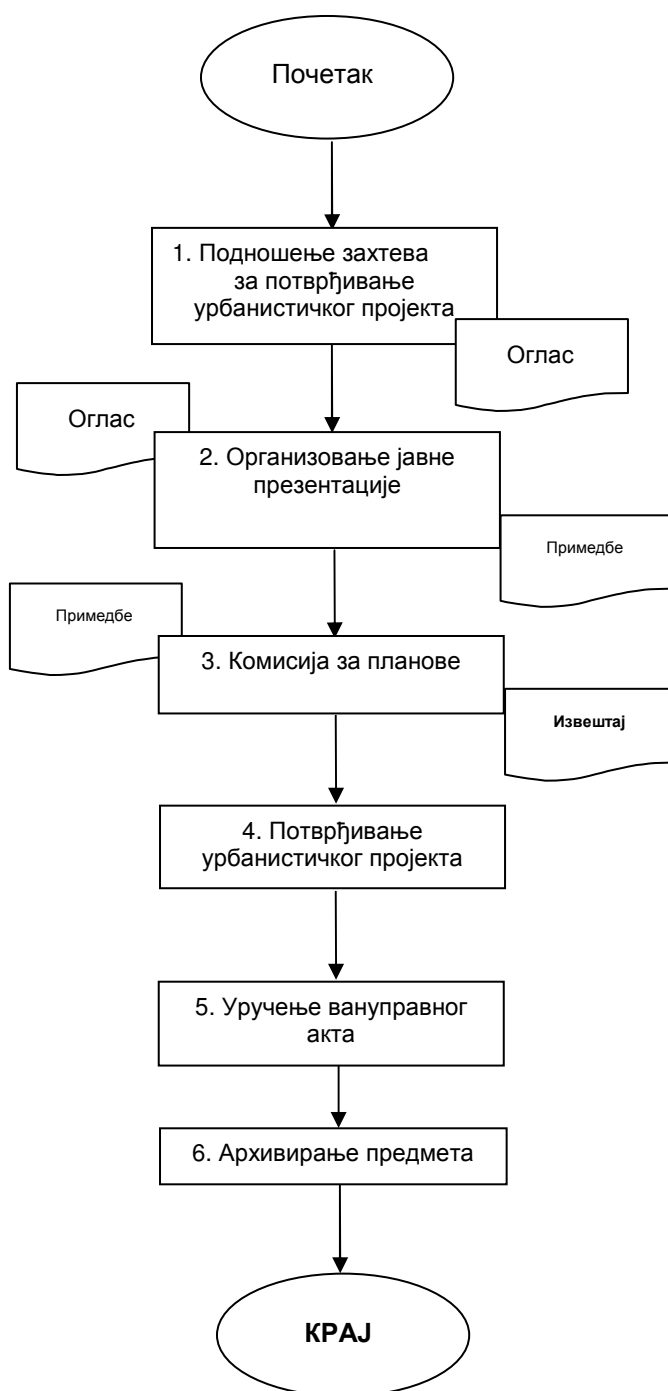 Почетак
1. Подношење захтева
за потврђивање
урбанистичког пројекта
Оглас
Оглас
2. Организовање јавне
презентације
Примедбе
Примедбе
3. Комисија за планове
Извештај
4. Потврђивање
урбанистичког пројекта
5. Уручење вануправног
акта
6. Архивирање предмета
КРАЈ